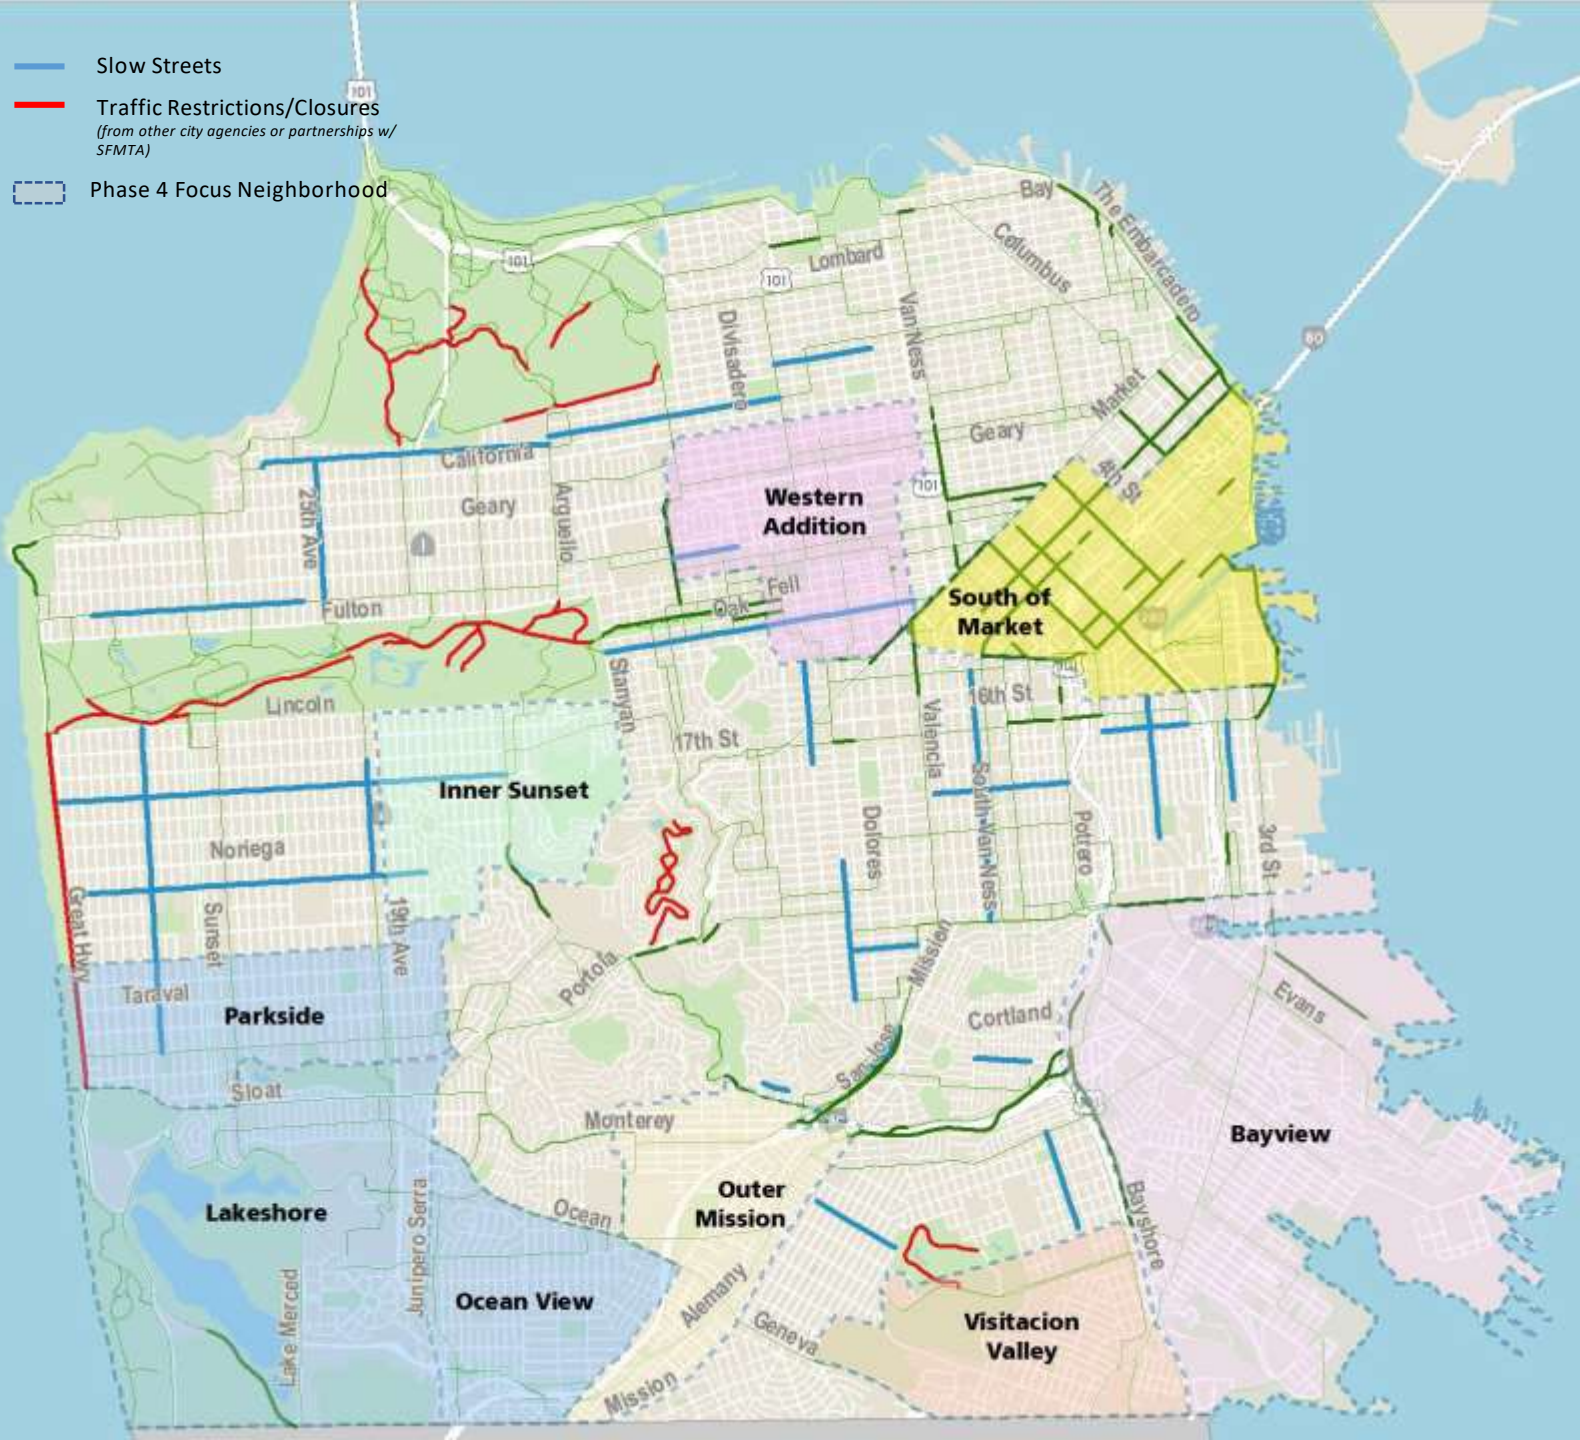 Slow Streets
Traffic Restrictions/Closures
(from other city agencies or partnerships w/
SFMTA)
Phase 4 Focus Neighborhood
101
Bay
The Embarcadero
Columbus
Lombard
101
101
Van Ness
Divisadero
80
Market
Geary
California
4th St
Geary
Arguello
25th Ave
101
Western
Addition
Fell
Oak
Fulton
South of
Market
Stanyan
Lincoln
16th St
Valencia
17th St
Inner Sunset
South Van Ness
Dolores
Potrero
3rd St
Noriega
Great Hwy
Sunset
19th Ave
Mission
Portola
Taraval
Parkside
Evans
Cortland
San Jose
Sloat
Monterey
Bayview
Lakeshore
Outer
Mission
Ocean
Junipero Serra
Bayshore
Ocean View
Alemany
Lake Merced
Geneva
Visitacion
Valley
Mission